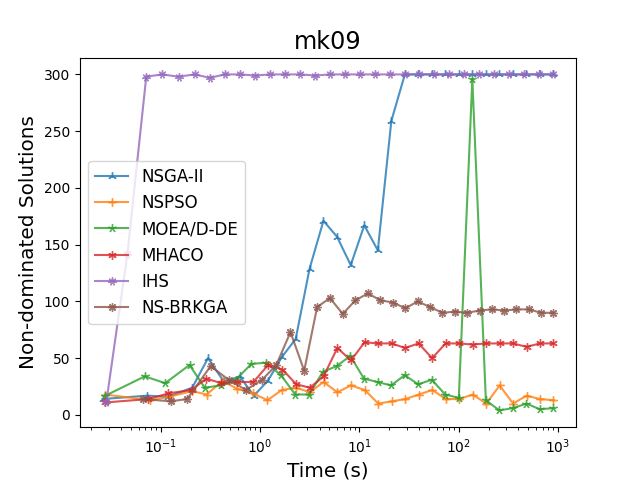 mk09
Non-dominated Solutions
300
250
200
150
100
50
0
NSGA-II
NSPSO
MOEA/D-DE
MHACO
IHS
NS-BRKGA
10⁻¹ 10⁰ 10¹ 10² 10³
Time (s)